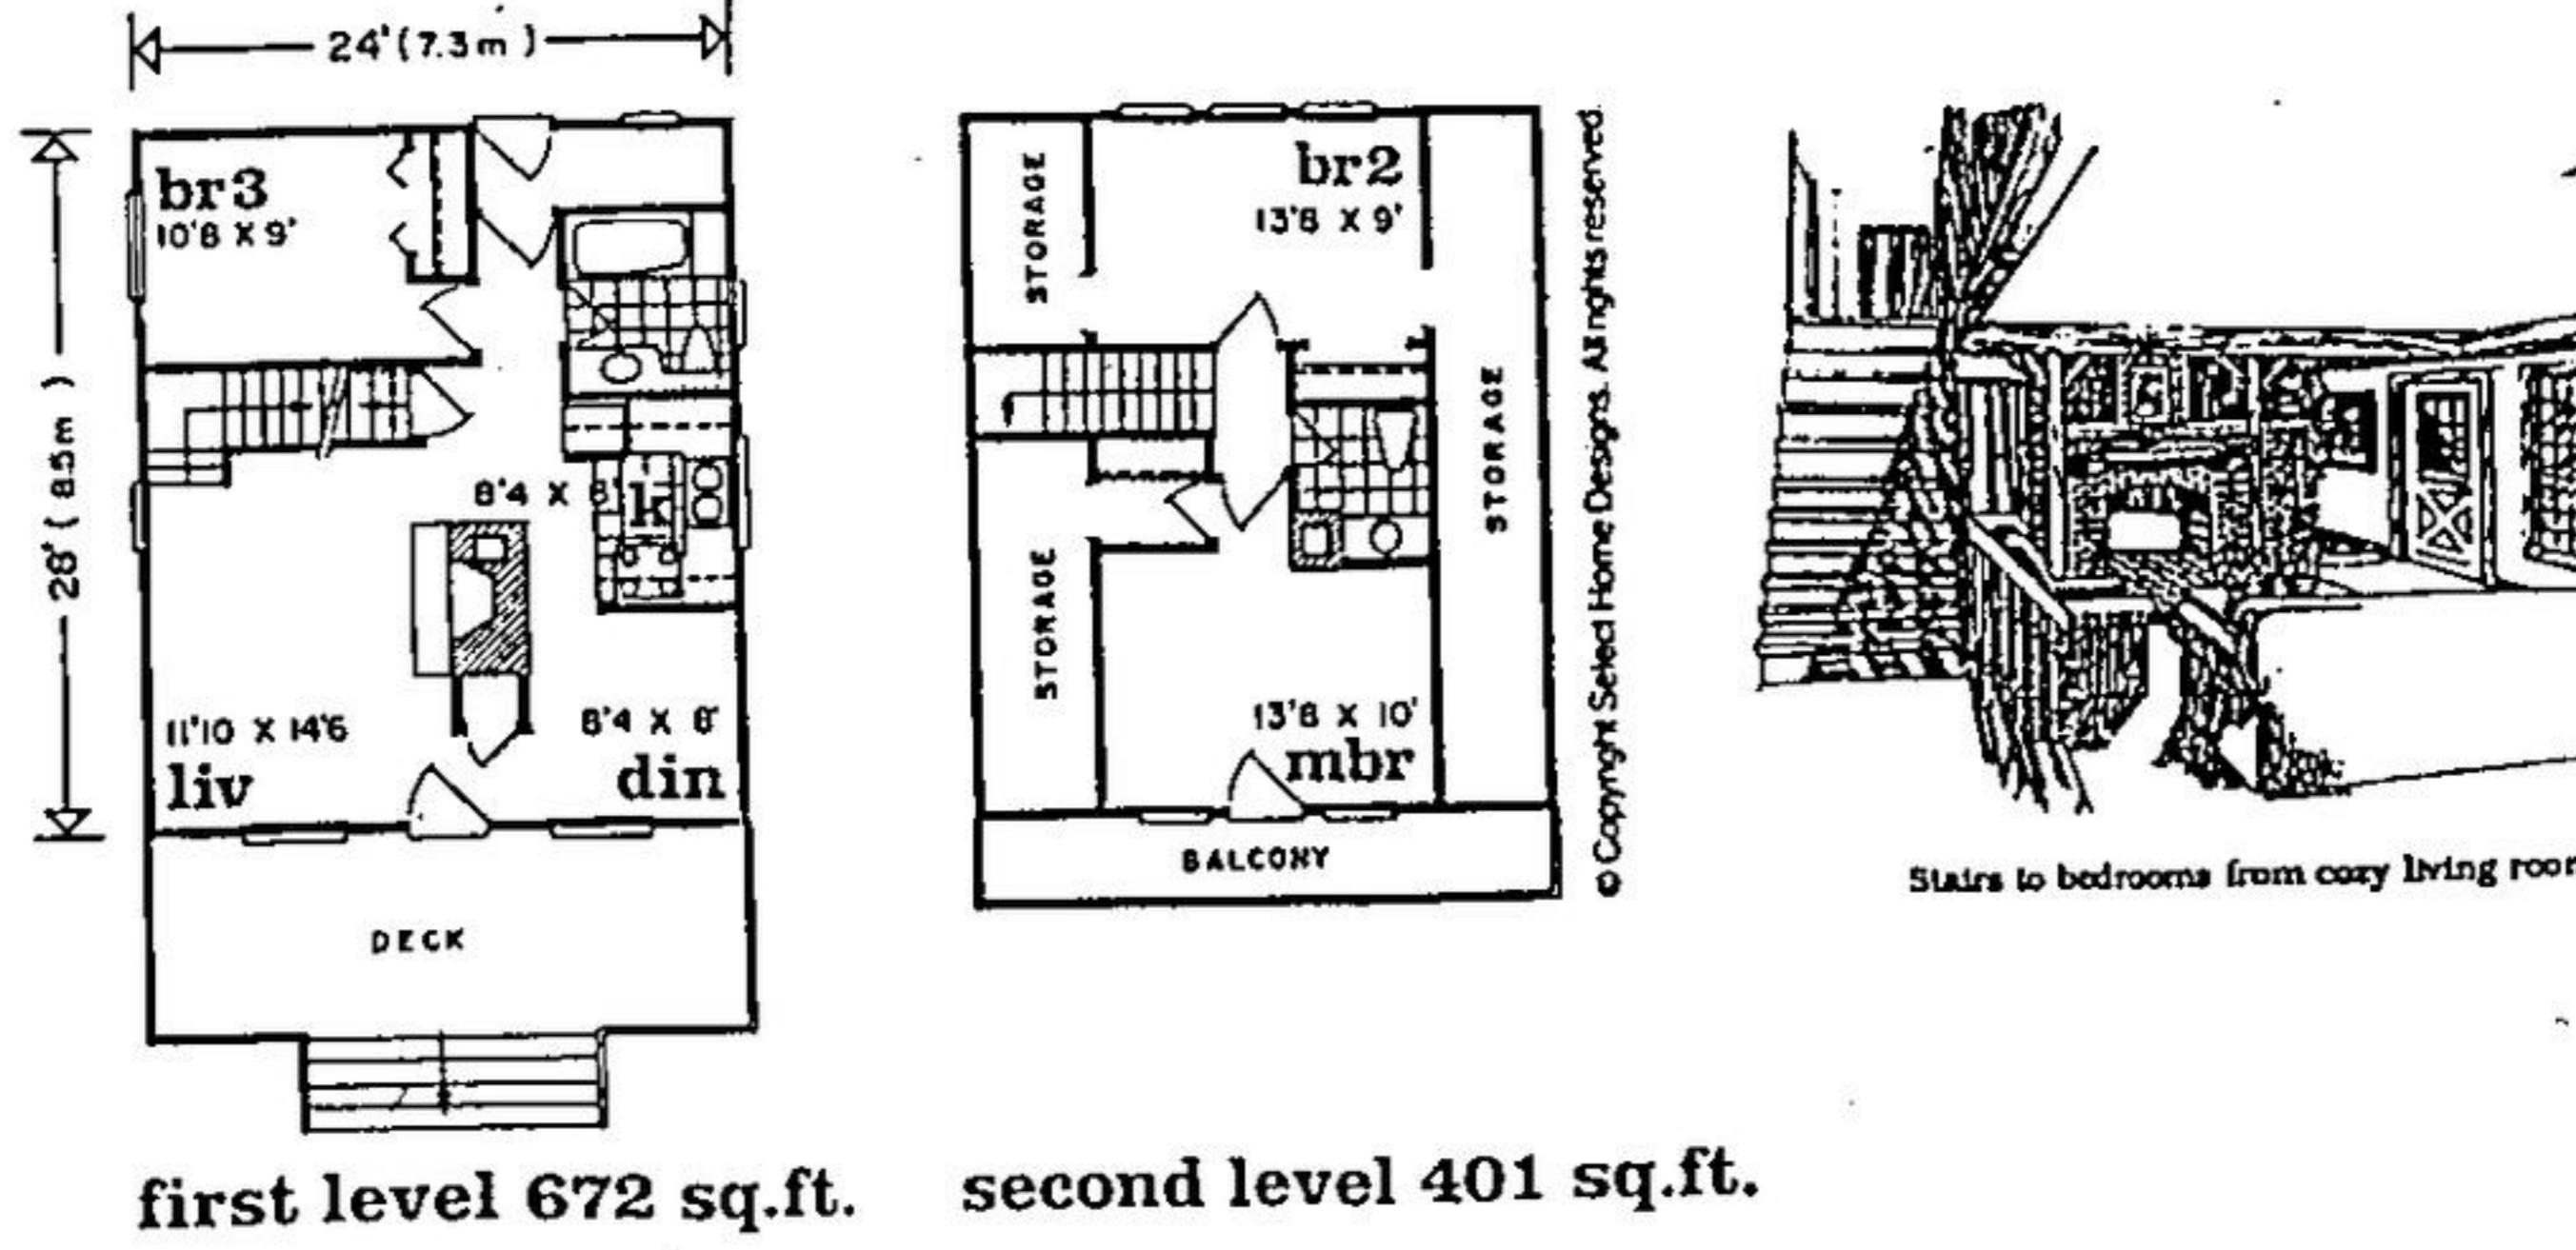 24'(7.3m)
28'(8.5m)
br3
10'8 X 9'
8'4 X 8'
k
11'10 X 14'6
liv
8'4 X 8'
din
DECK
first level 672 sq.ft.
STORAGE
br2
13'8 X 9'
STORAGE
STORAGE
13'8 X 10'
mbr
BALCONY
second level 401 sq.ft.
© Copyright Select Home Designs. All rights reserved.
Stairs to bedrooms from cozy living